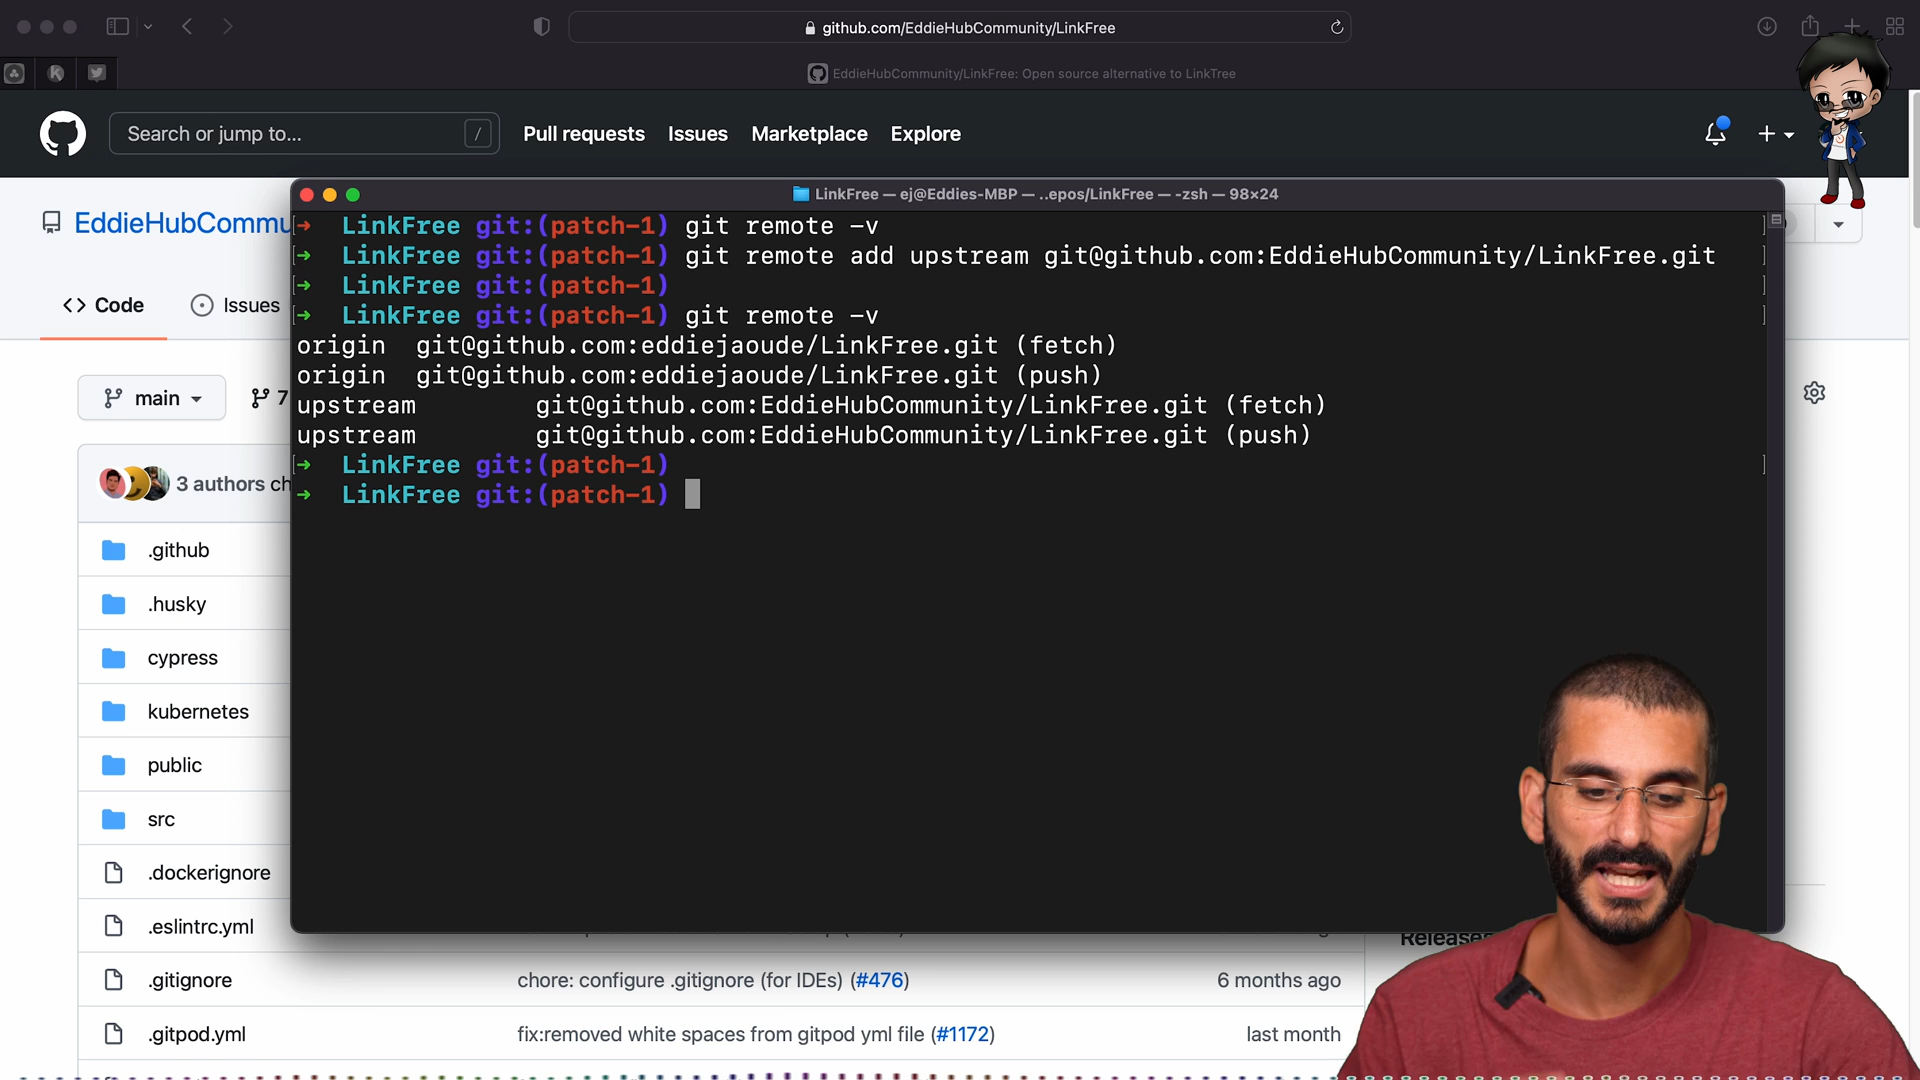 github.com/EddieHubCommunity/LinkFree
K
EddieHubCommunity/LinkFree: Open source alternative to LinkTree
Search or jump to... /
Pull requests Issues Marketplace Explore
LinkFree — ej@Eddies-MBP — ..epos/LinkFree — -zsh — 98×24
EddieHubCommu
Code Issues
main 7
3 authors ch
→ LinkFree git:(patch-1) git remote -v
→ LinkFree git:(patch-1) git remote add upstream git@github.com:EddieHubCommunity/LinkFree.git
→ LinkFree git:(patch-1)
→ LinkFree git:(patch-1) git remote -v
origin git@github.com:eddiejaoude/LinkFree.git (fetch)
origin git@github.com:eddiejaoude/LinkFree.git (push)
upstream git@github.com:EddieHubCommunity/LinkFree.git (fetch)
upstream git@github.com:EddieHubCommunity/LinkFree.git (push)
→ LinkFree git:(patch-1)
→ LinkFree git:(patch-1)
.github
.husky
cypress
kubernetes
public
src
.dockerignore
.eslintrc.yml
Releases
.gitignore chore: configure .gitignore (for IDEs) (#476) 6 months ago
.gitpod.yml fix:removed white spaces from gitpod yml file (#1172) last month